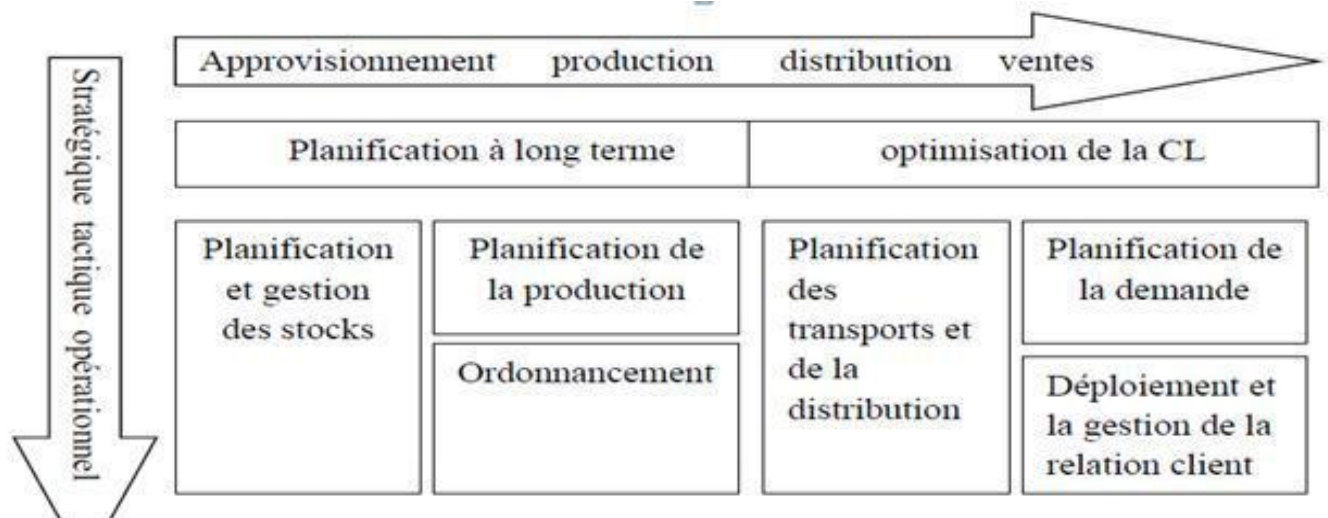 Stratégique tactique opérationnel
Approvisionnement production distribution ventes
Planification à long terme
optimisation de la CL
Planification
et gestion
des stocks
Planification de
la production
Ordonnancement
Planification
des
transports et
de la
distribution
Planification de
la demande
Déploiement et
la gestion de la
relation client